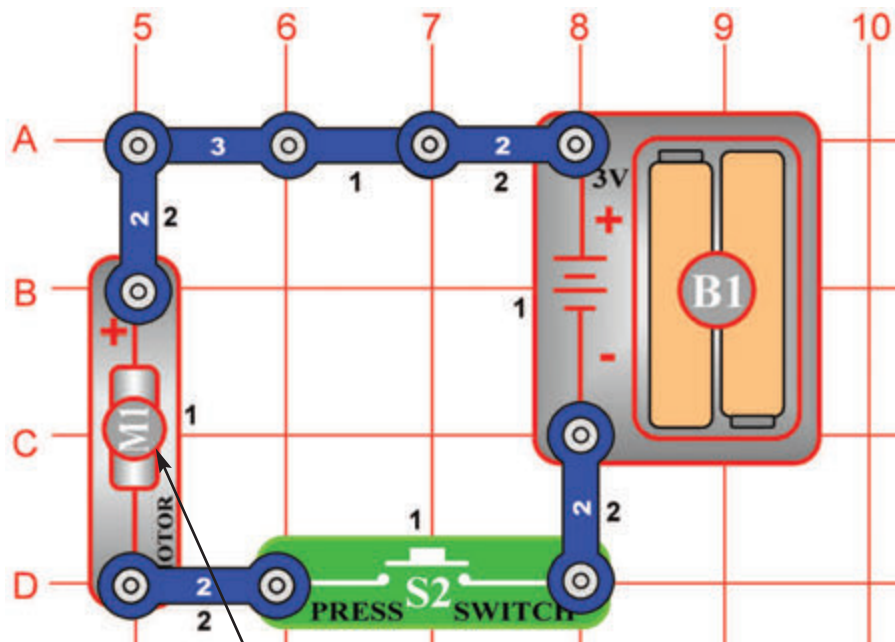 5 6 7 8 9 10
A 3 2
1 2 3V
2 2 +
B B1
+ 1
-
M1 1
C
2 2
1
OTOR
D 2 S2
2 PRESS SWITCH